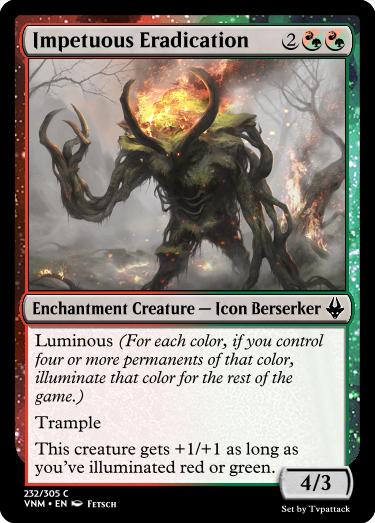 Impetuous Eradication 2
Enchantment Creature — Icon Berserker
Luminous (For each color, if you control
four or more permanents of that color,
illuminate that color for the rest of the
game.)
Trample
This creature gets +1/+1 as long as
you've illuminated red or green.
4/3
232/305 C
VNM • EN Fetsch
Set by Tvpattack